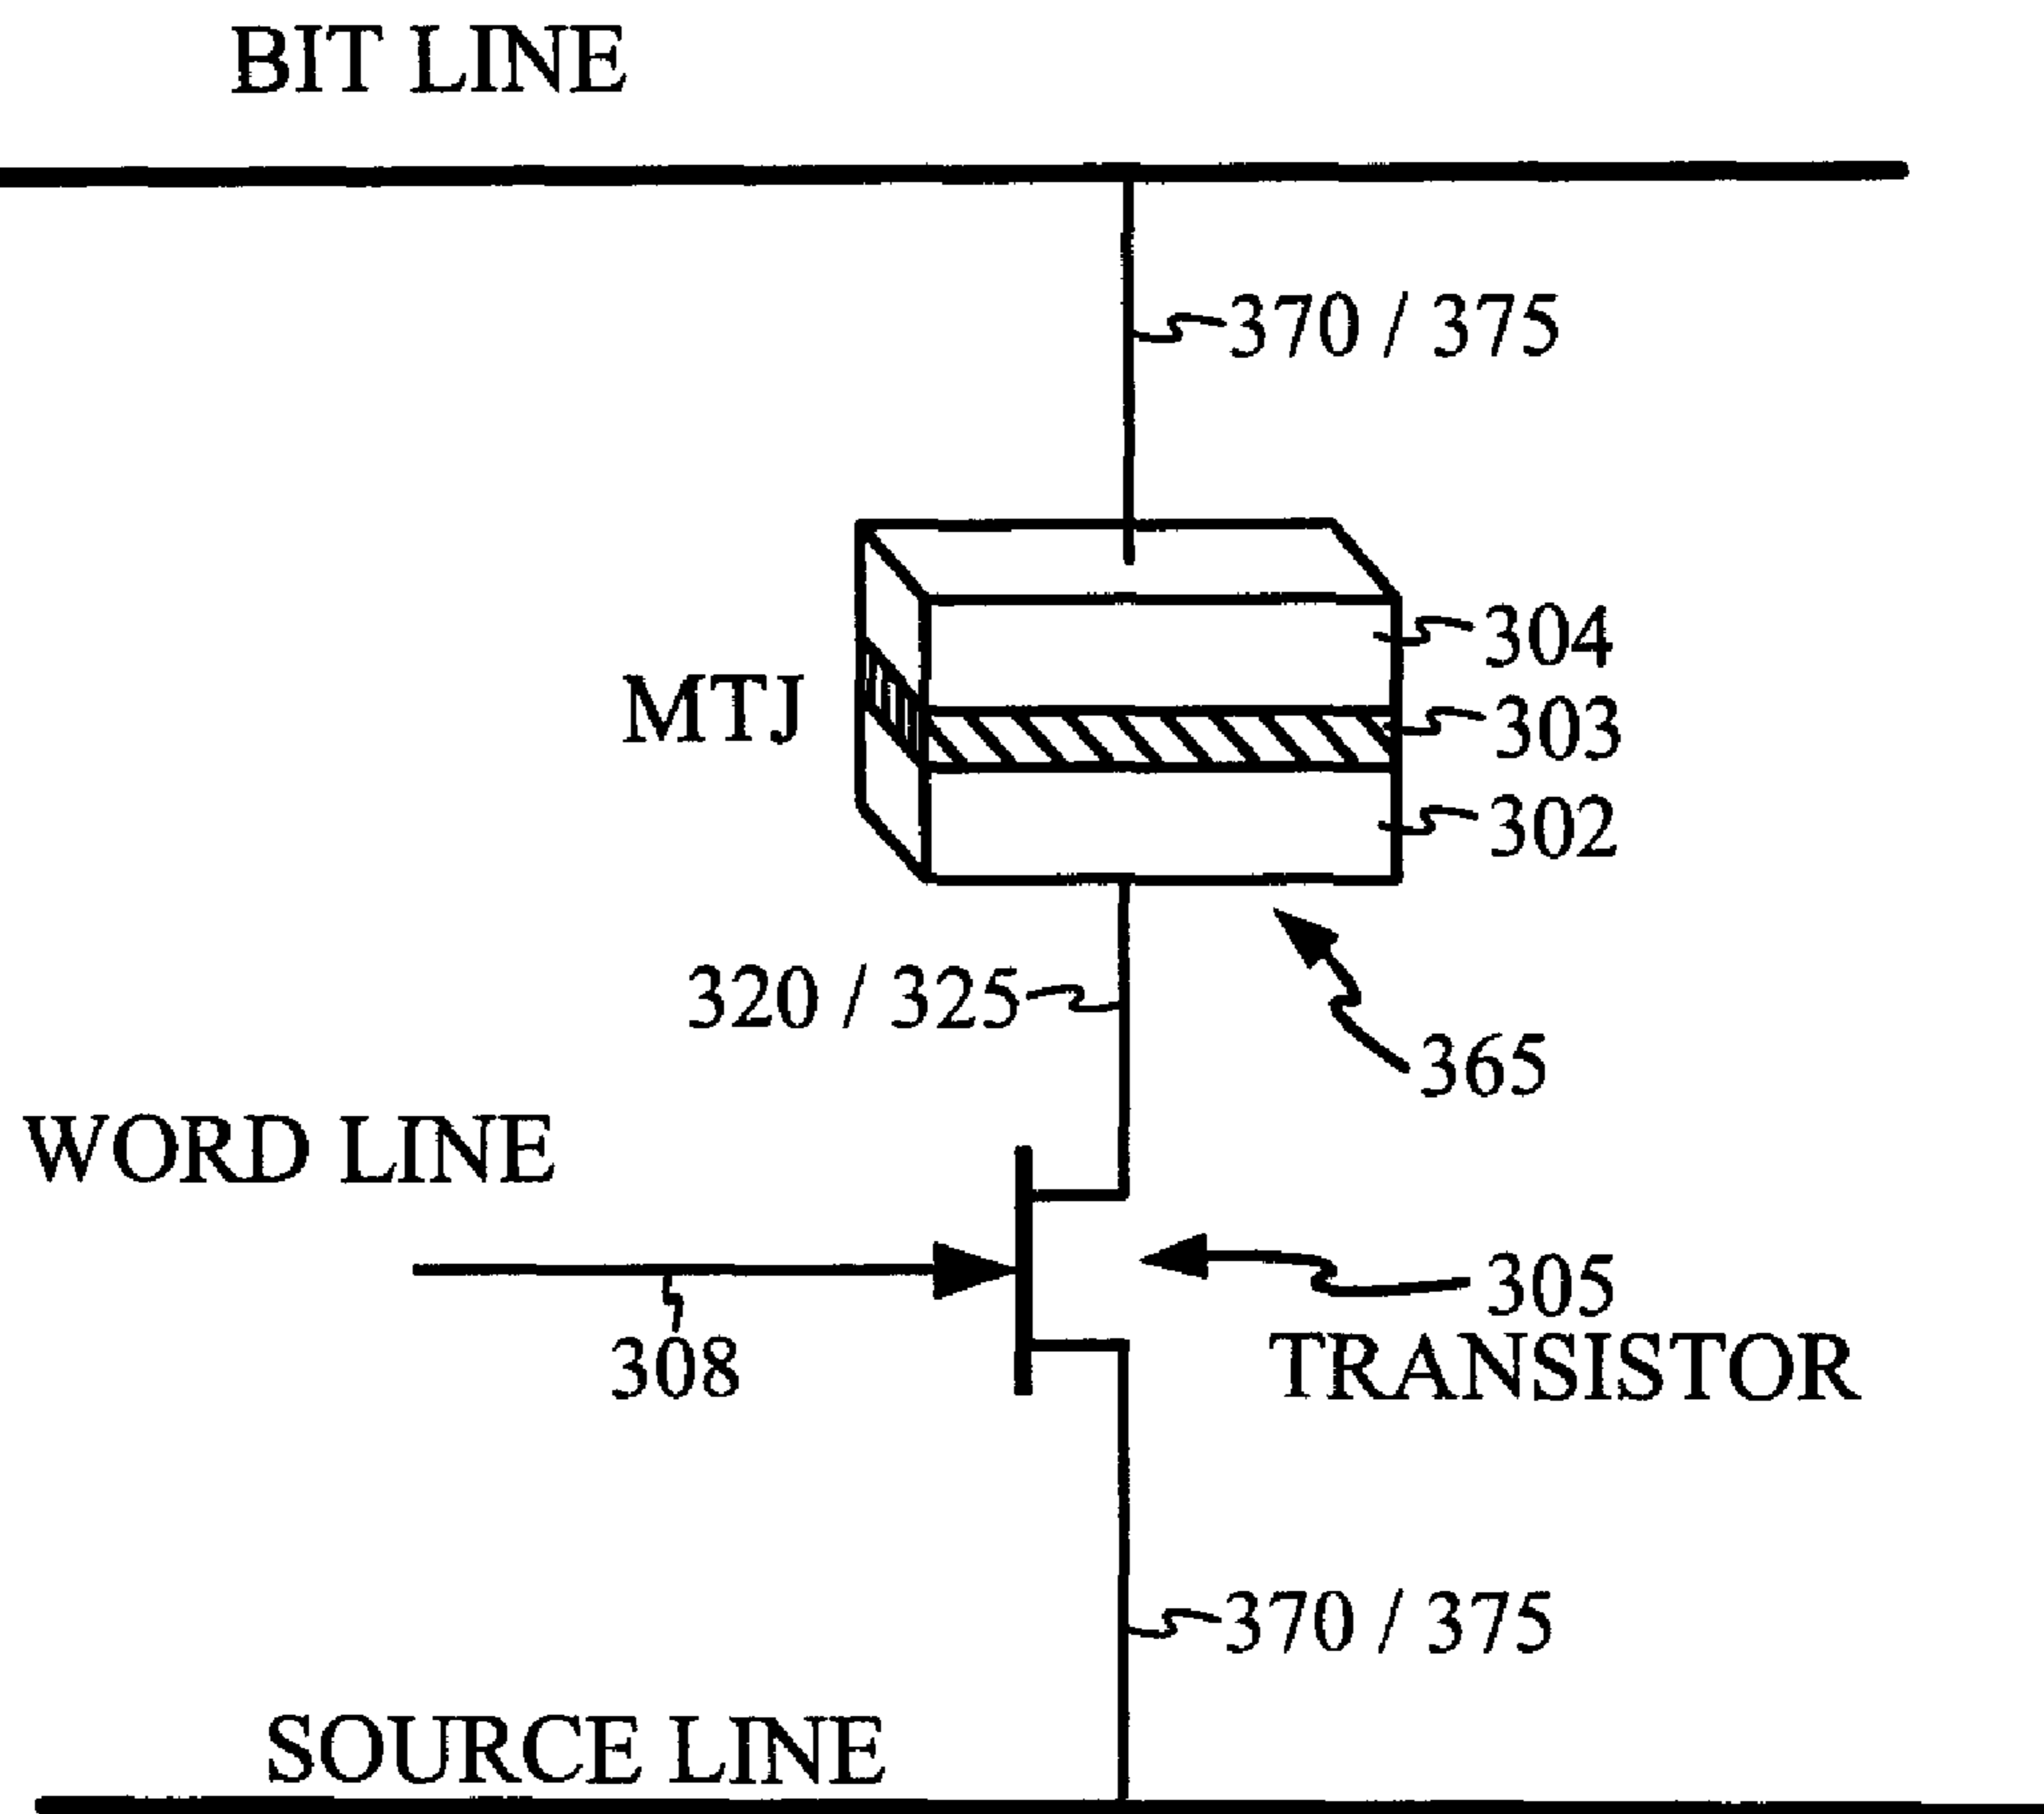 BIT LINE
370 / 375
304
MTJ
303
302
320 / 325
365
WORD LINE
305
TRANSISTOR
308
370 / 375
SOURCE LINE